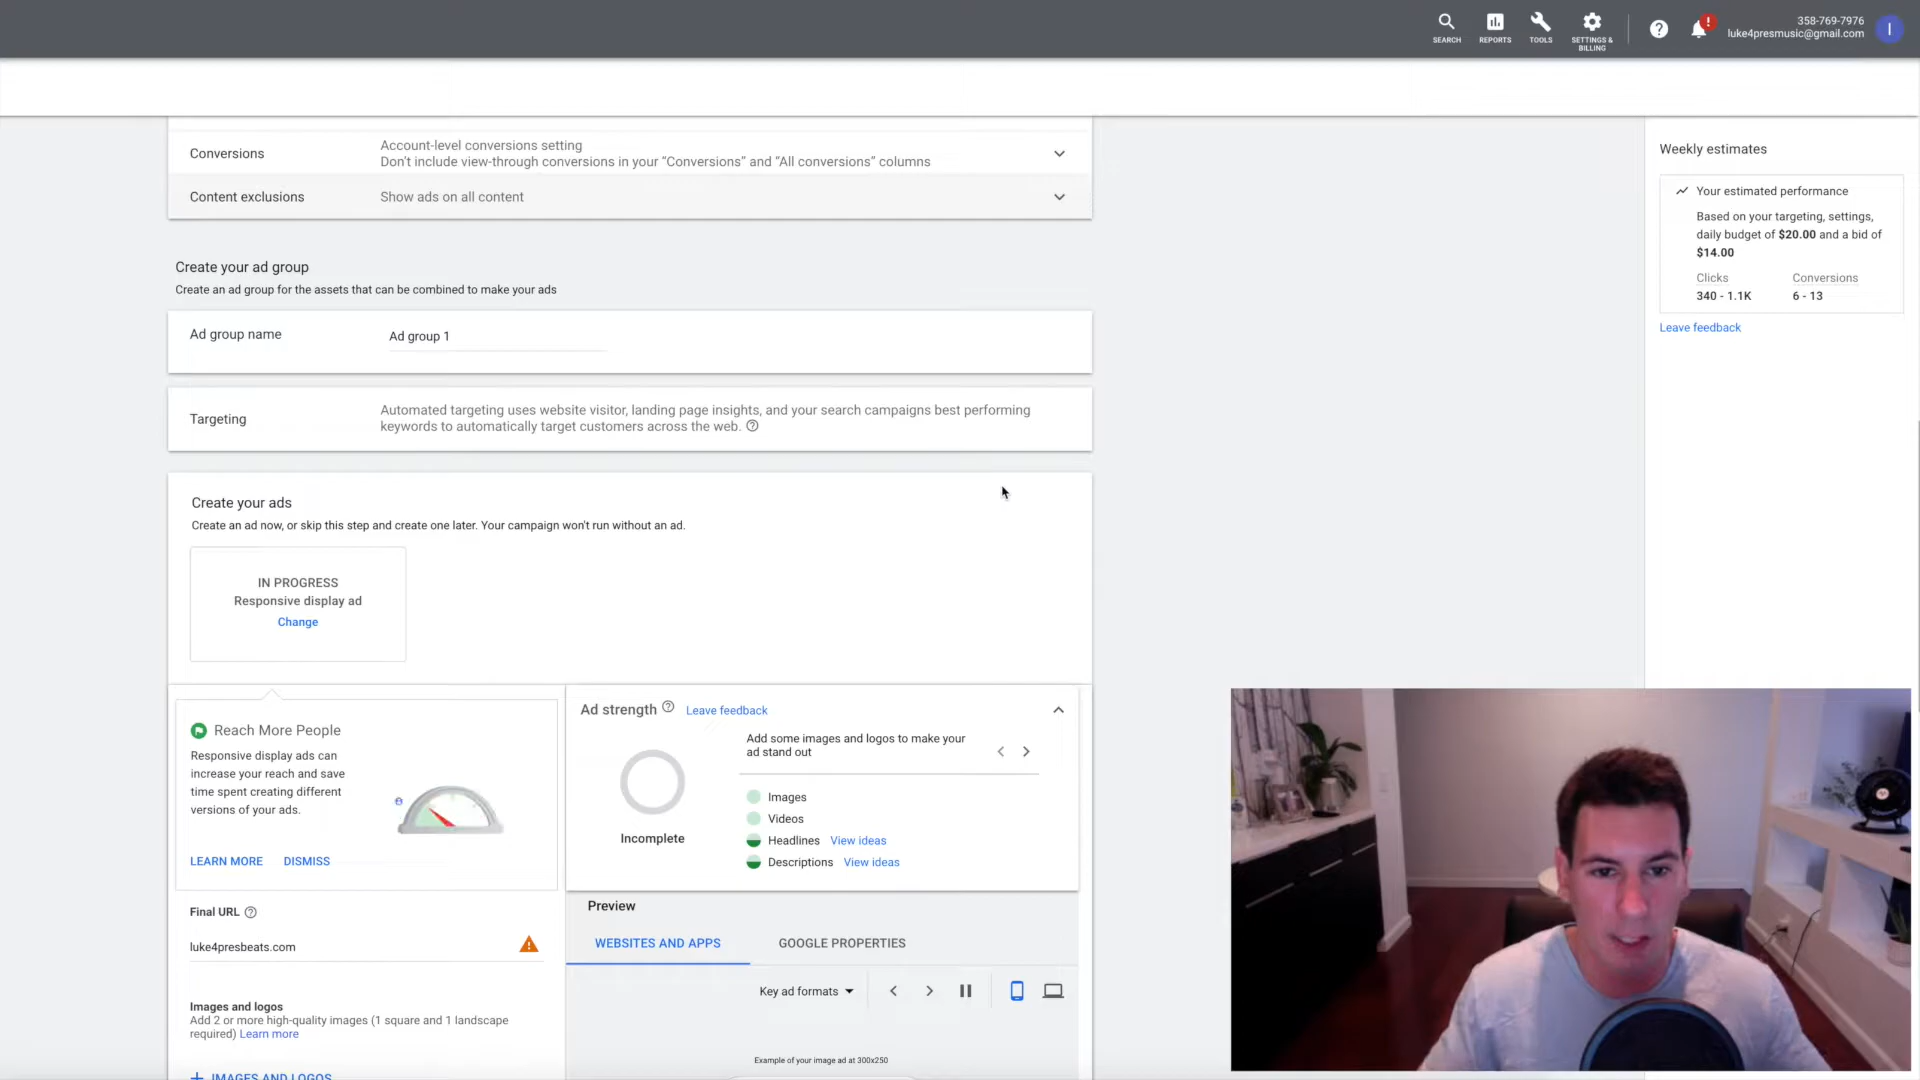 SEARCH
REPORTS
TOOLS
SETTINGS &
BILLING
358-769-7976
luke4presmusic@gmail.com
I
Conversions
Account-level conversions setting
Don't include view-through conversions in your "Conversions" and "All conversions" columns
Content exclusions
Show ads on all content
Weekly estimates
Your estimated performance
Based on your targeting, settings,
daily budget of $20.00 and a bid of
$14.00
Clicks
Conversions
340 - 1.1K
6 - 13
Leave feedback
Create your ad group
Create an ad group for the assets that can be combined to make your ads
Ad group name
Ad group 1
Targeting
Automated targeting uses website visitor, landing page insights, and your search campaigns best performing
keywords to automatically target customers across the web.
Create your ads
Create an ad now, or skip this step and create one later. Your campaign won't run without an ad.
IN PROGRESS
Responsive display ad
Change
Reach More People
Responsive display ads can
increase your reach and save
time spent creating different
versions of your ads.
LEARN MORE
DISMISS
Final URL
luke4presbeats.com
Images and logos
Add 2 or more high-quality images (1 square and 1 landscape
required) Learn more
+ IMAGES AND LOGOS
Ad strength
Leave feedback
Incomplete
Add some images and logos to make your
ad stand out
Images
Videos
Headlines View ideas
Descriptions View ideas
Preview
WEBSITES AND APPS
GOOGLE PROPERTIES
Key ad formats
Example of your image ad at 300x250